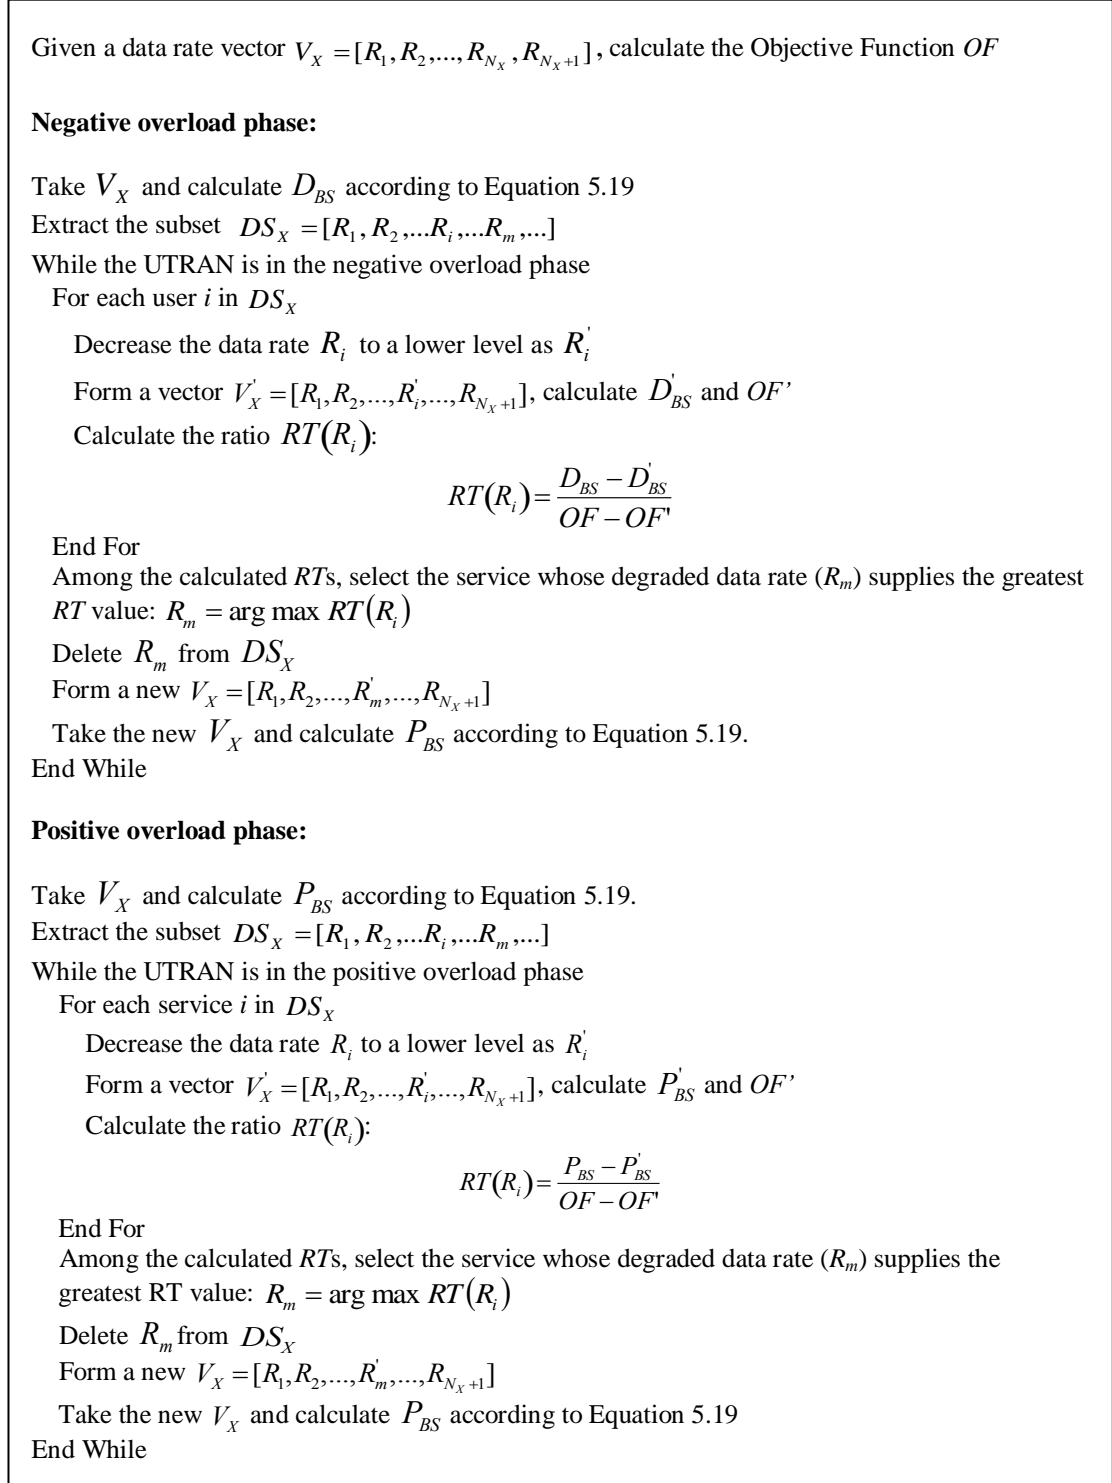 Given a data rate vector V_X = [R_1, R_2, ..., R_{N_X}, R_{N_X+1}], calculate the Objective Function OF
Negative overload phase:
Take V_X and calculate D_BS according to Equation 5.19
Extract the subset DS_X = [R_1, R_2, ...R_i, ...R_m, ...]
While the UTRAN is in the negative overload phase
For each user i in DS_X
Decrease the data rate R_i to a lower level as R_i'
Form a vector V_X' = [R_1, R_2, ..., R_i', ..., R_{N_X+1}], calculate D_BS' and OF'
Calculate the ratio RT(R_i):
RT(R_i) = \frac{D_{BS} - D_{BS}'}{OF - OF'}
End For
Among the calculated RTs, select the service whose degraded data rate (R_m) supplies the greatest
RT value: R_m = arg max RT(R_i)
Delete R_m from DS_X
Form a new V_X = [R_1, R_2, ..., R_m', ..., R_{N_X+1}]
Take the new V_X and calculate P_BS according to Equation 5.19.
End While
Positive overload phase:
Take V_X and calculate P_BS according to Equation 5.19.
Extract the subset DS_X = [R_1, R_2, ...R_i, ...R_m, ...]
While the UTRAN is in the positive overload phase
For each service i in DS_X
Decrease the data rate R_i to a lower level as R_i'
Form a vector V_X' = [R_1, R_2, ..., R_i', ..., R_{N_X+1}], calculate P_BS' and OF'
Calculate the ratio RT(R_i):
RT(R_i) = \frac{P_{BS} - P_{BS}'}{OF - OF'}
End For
Among the calculated RTs, select the service whose degraded data rate (R_m) supplies the
greatest RT value: R_m = arg max RT(R_i)
Delete R_m from DS_X
Form a new V_X = [R_1, R_2, ..., R_m', ..., R_{N_X+1}]
Take the new V_X and calculate P_BS according to Equation 5.19
End While